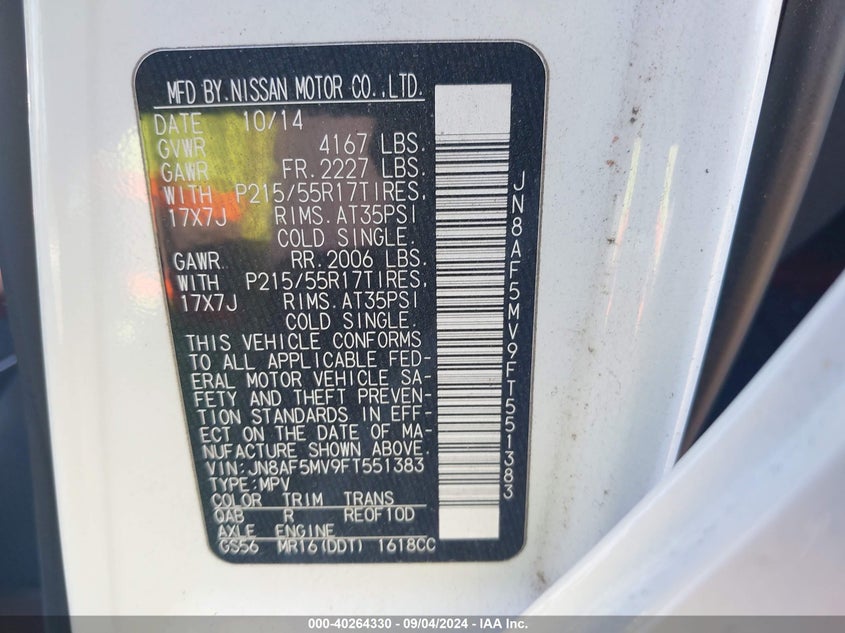 MFD BY.NISSAN MOTOR CO.,LTD.
DATE 10/14
GVWR 4167 LBS.
GAWR FR.2227 LBS.
WITH P215/55R17TIRES,
17X7J RIMS.AT35PSI
COLD SINGLE.
GAWR RR.2006 LBS.
WITH P215/55R17TIRES,
17X7J RIMS.AT35PSI
COLD SINGLE.
THIS VEHICLE CONFORMS
TO ALL APPLICABLE FED-
ERAL MOTOR VEHICLE SA-
FETY AND THEFT PREVEN-
TION STANDARDS IN EFF-
ECT ON THE DATE OF MA-
NUFACTURE SHOWN ABOVE.
VIN:JN8AF5MV9FT551383
TYPE:MPV
COLOR TRIM TRANS
QAB R RE0F10D
AXLE ENGINE
GS56 MR16(DDT) 1618CC
JN8AF5MV9FT551383
000-40264330 - 09/04/2024 - IAA Inc.